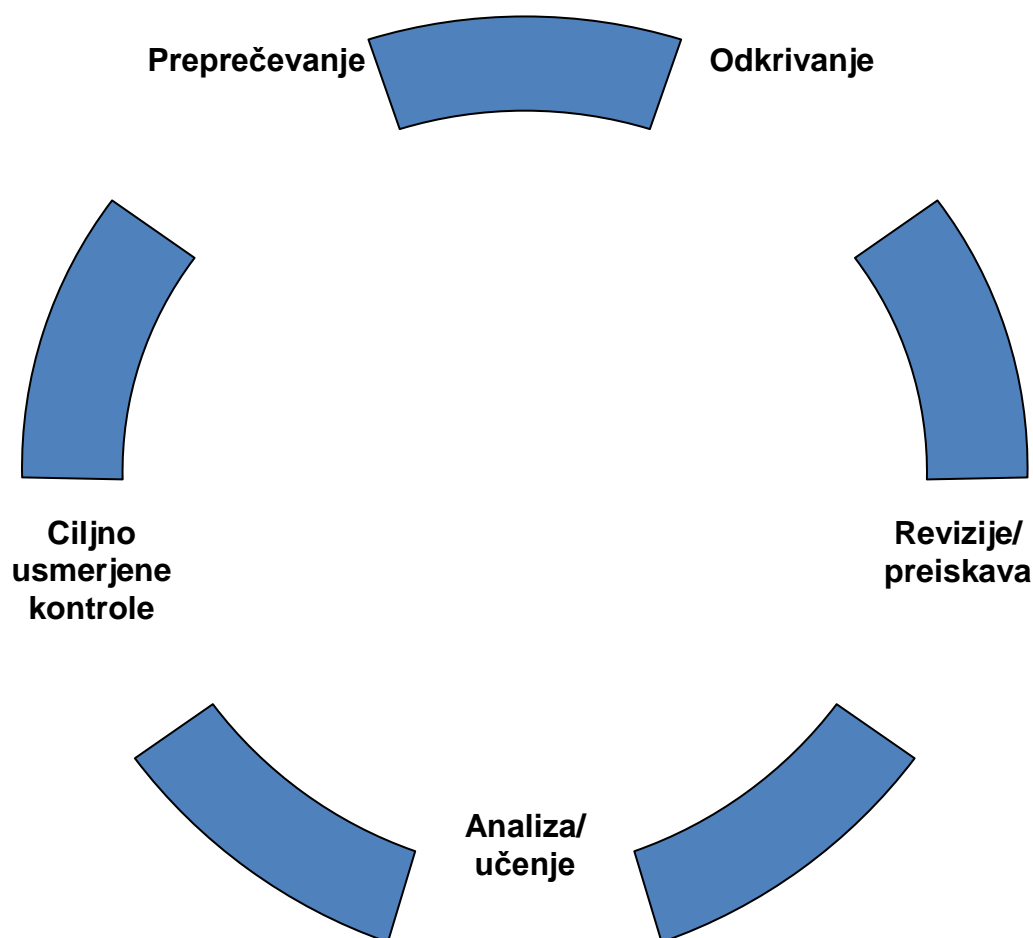 Preprečevanje
Odkrivanje
Ciljno
usmerjene
kontrole
Revizije/
preiskava
Analiza/
učenje